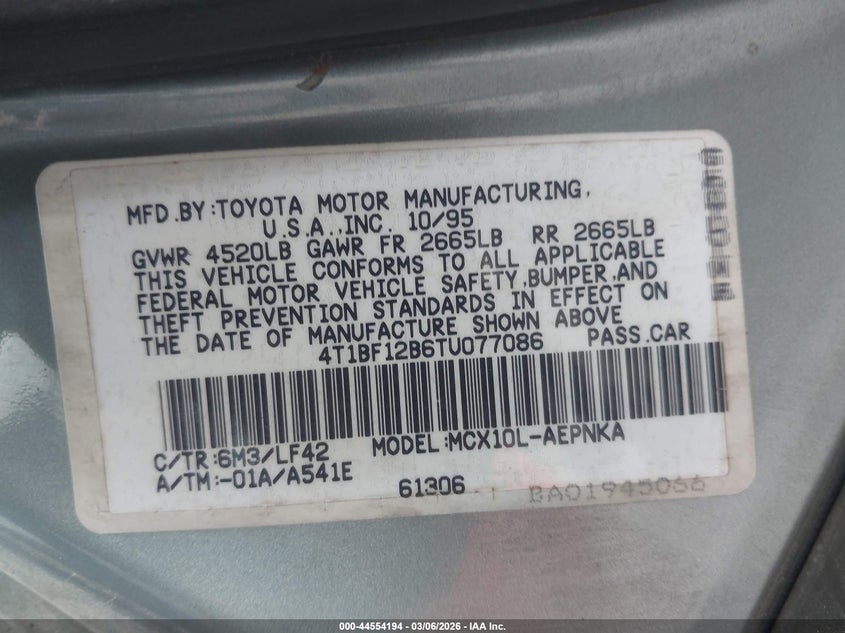 MFD.BY:TOYOTA MOTOR MANUFACTURING,
U.S.A.,INC. 10/95
GVWR 4520LB GAWR FR 2665LB RR 2665LB
THIS VEHICLE CONFORMS TO ALL APPLICABLE
FEDERAL MOTOR VEHICLE SAFETY,BUMPER,AND
THEFT PREVENTION STANDARDS IN EFFECT ON
THE DATE OF MANUFACTURE SHOWN ABOVE
4T1BF12B6TU077086 PASS.CAR
C/TR:6M3/LF42 MODEL:MCX10L-AEPNKA
A/TM:-01A/A541E
61306 BA01945066
000-44554194 - 03/06/2026 - IAA Inc.